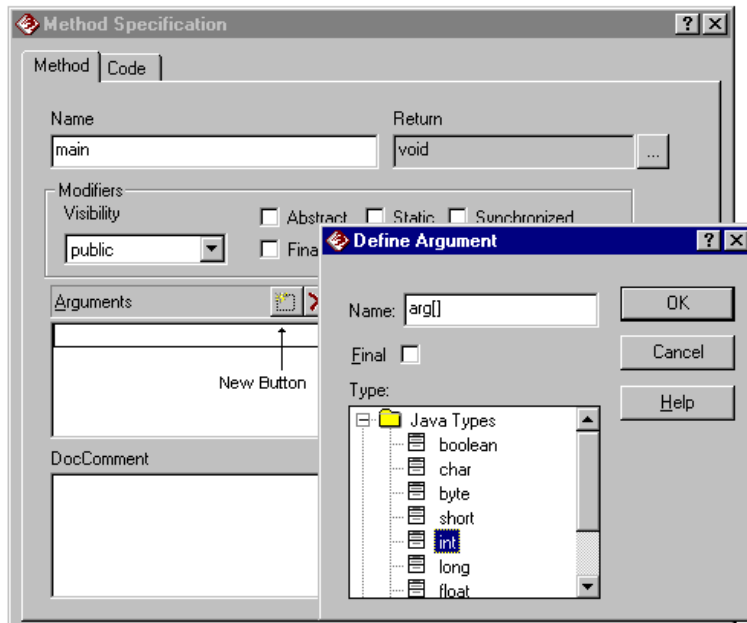 Method Specification
Method Code
Name Return
main void ...
Modifiers
Visibility
Abstract Static Synchronized
public Fina
Define Argument
Arguments
Name: arg[] OK
Final Cancel
New Button
Type: Help
Java Types
boolean
char
DocComment
byte
short
int
long
float